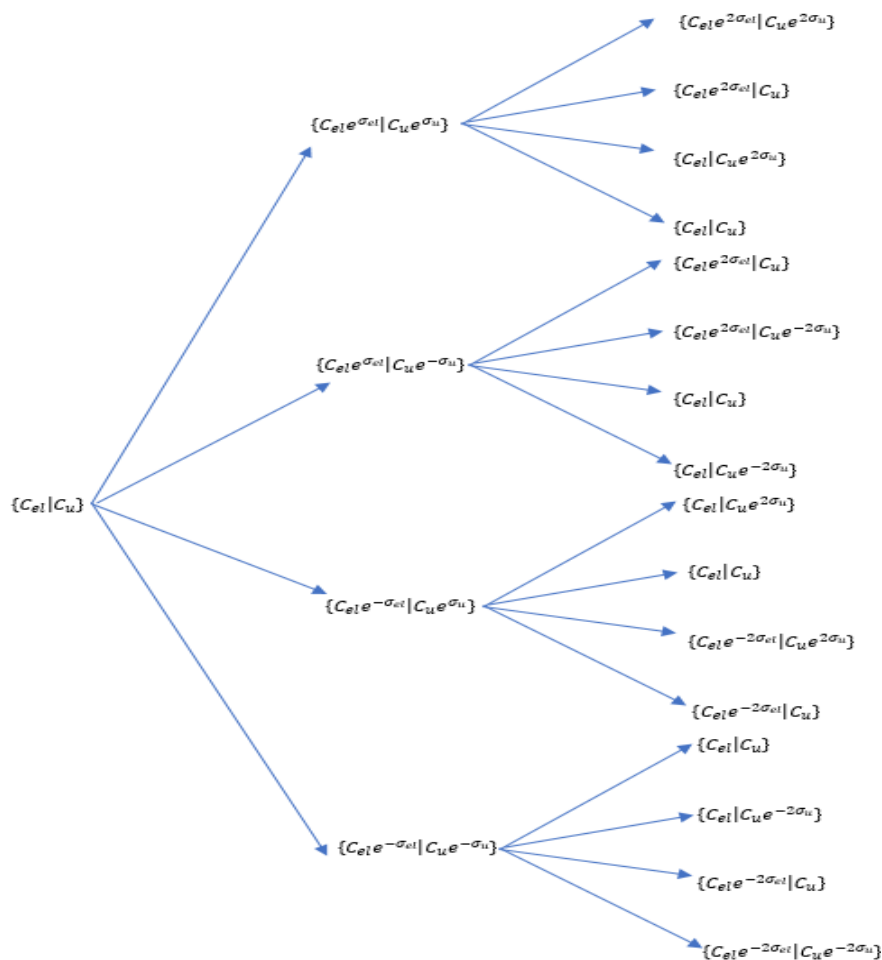 {C_{el}e^{2σ_{el}}|C_u e^{2σ_u}}
{C_{el}e^{2σ_{el}}|C_u}
{C_{el}e^{σ_{el}}|C_u e^{σ_u}}
{C_{el}|C_u e^{2σ_u}}
{C_{el}|C_u}
{C_{el}e^{2σ_{el}}|C_u}
{C_{el}e^{2σ_{el}}|C_u e^{-2σ_u}}
{C_{el}e^{σ_{el}}|C_u e^{-σ_u}}
{C_{el}|C_u}
{C_{el}|C_u e^{-2σ_u}}
{C_{el}|C_u}
{C_{el}|C_u e^{2σ_u}}
{C_{el}|C_u}
{C_{el}e^{-σ_{el}}|C_u e^{σ_u}}
{C_{el}e^{-2σ_{el}}|C_u e^{2σ_u}}
{C_{el}e^{-2σ_{el}}|C_u}
{C_{el}|C_u}
{C_{el}|C_u e^{-2σ_u}}
{C_{el}e^{-σ_{el}}|C_u e^{-σ_u}}
{C_{el}e^{-2σ_{el}}|C_u}
{C_{el}e^{-2σ_{el}}|C_u e^{-2σ_u}}